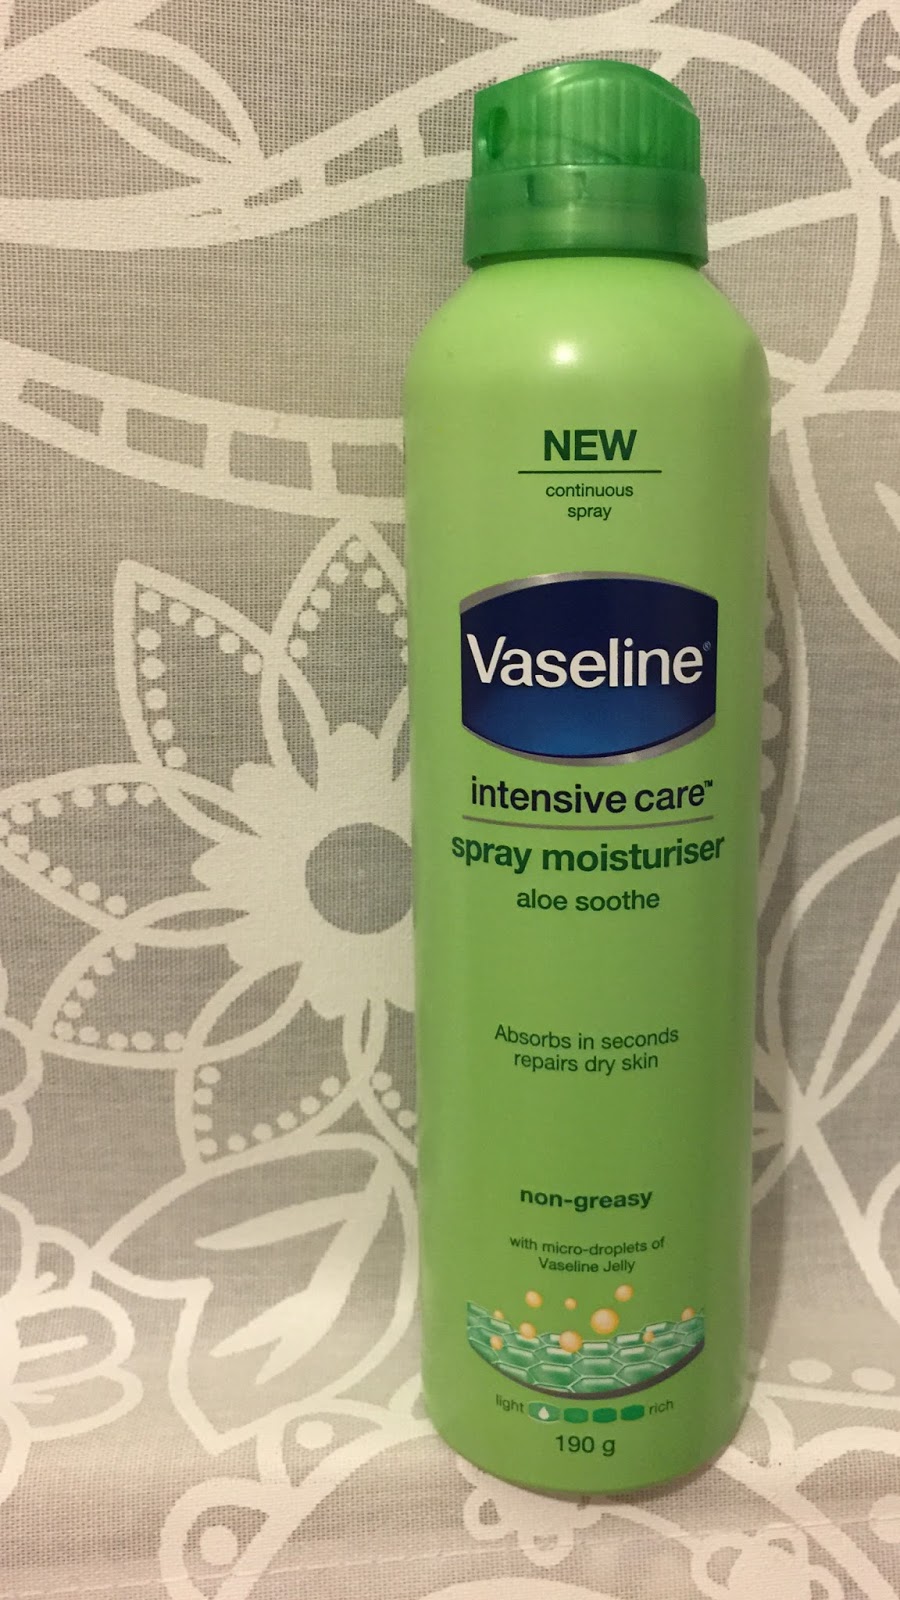 NEW
continuous
spray
Vaseline®
intensive care™
spray moisturiser
aloe soothe
Absorbs in seconds
repairs dry skin
non-greasy
with micro-droplets of
Vaseline Jelly
light rich
190 g